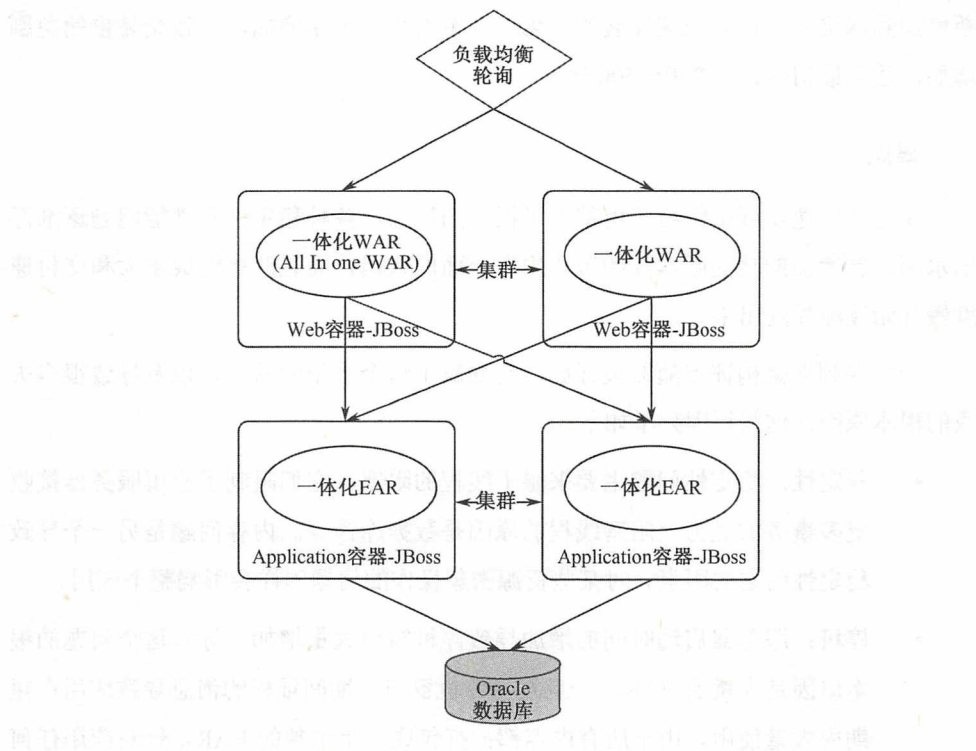 负载均衡
轮询
一体化WAR
(All In one WAR)
集群
一体化WAR
Web容器-JBoss
Web容器-JBoss
一体化EAR
集群
一体化EAR
Application容器-JBoss
Application容器-JBoss
Oracle
数据库